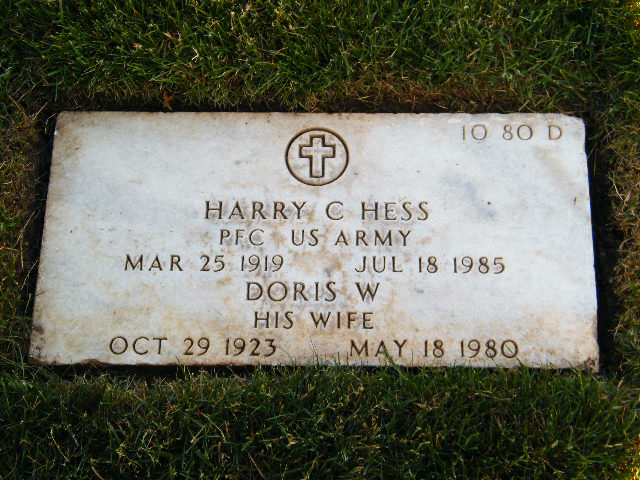 10 80 D
HARRY C HESS
PFC US ARMY
MAR 25 1919 JUL 18 1985
DORIS W
HIS WIFE
OCT 29 1923 MAY 18 1980